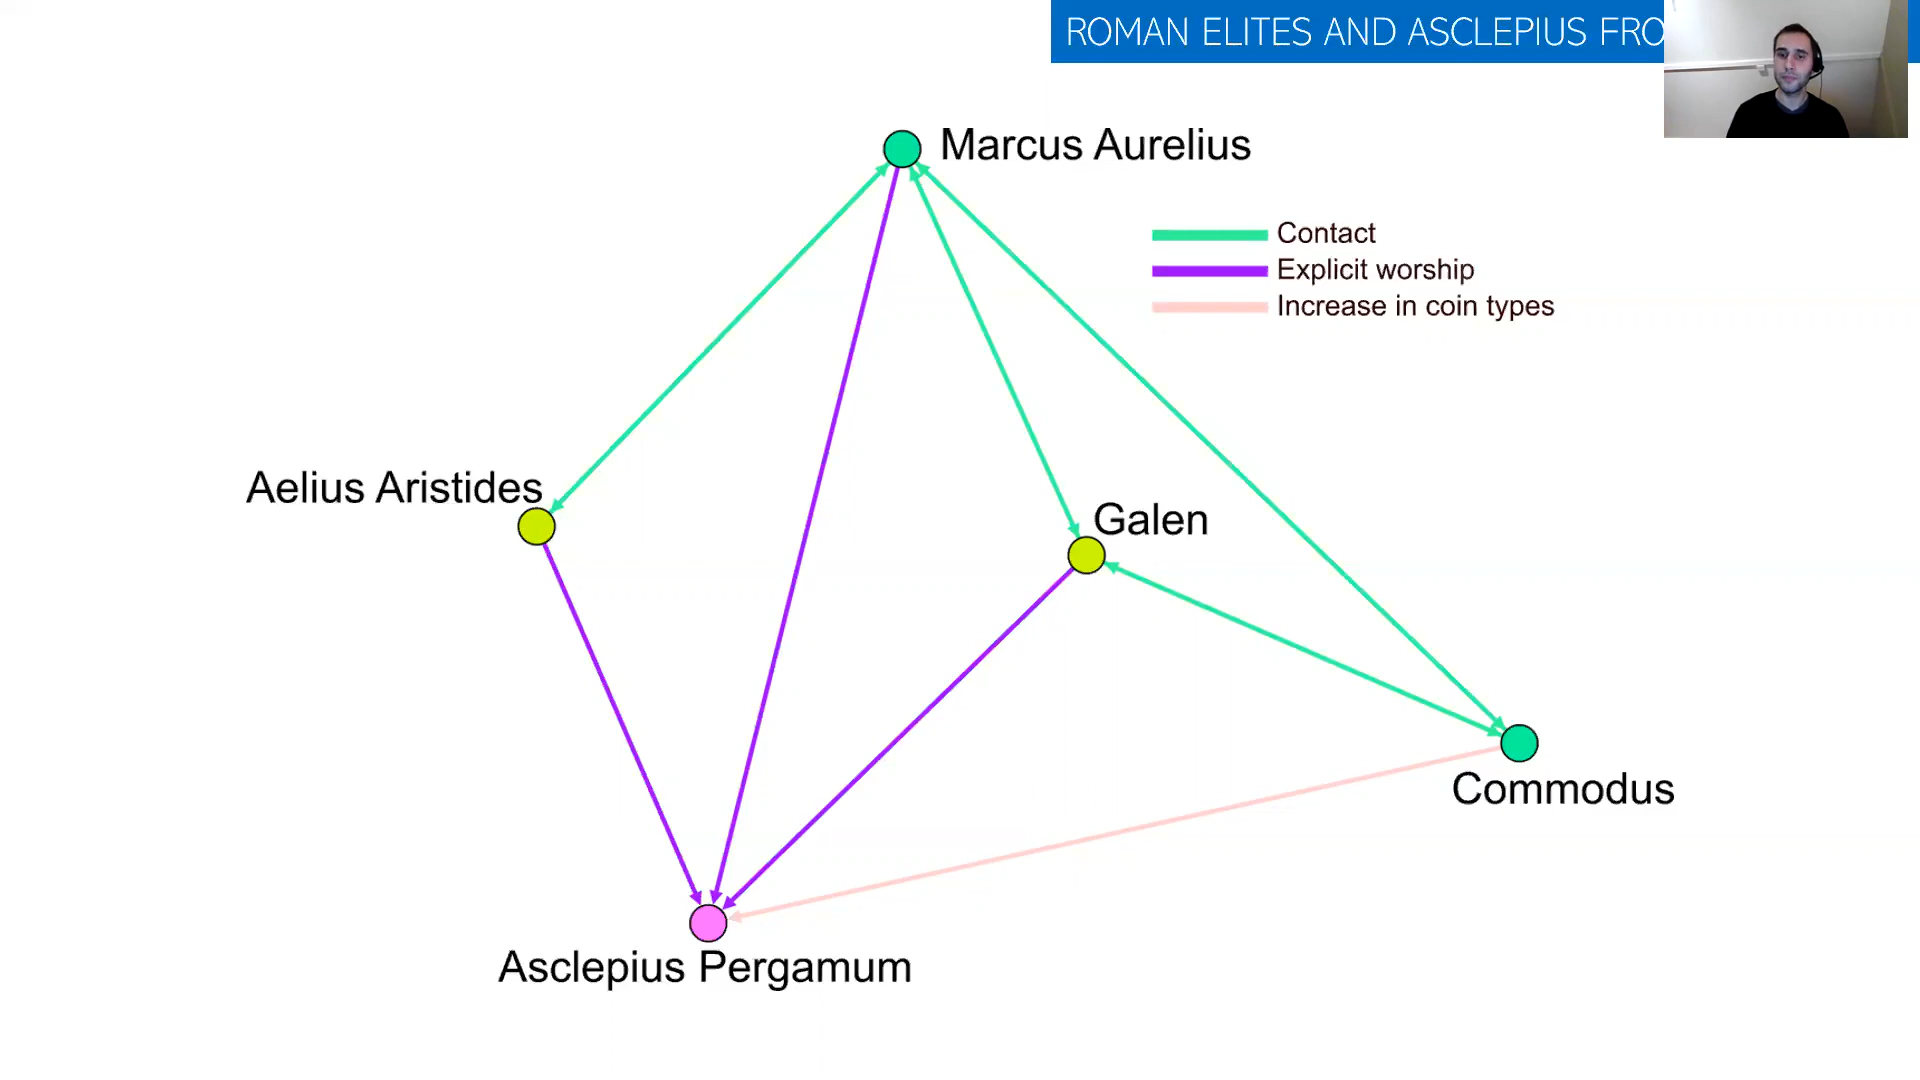 ROMAN ELITES AND ASCLEPIUS
Marcus Aurelius
Contact
Explicit worship
Increase in coin types
Aelius Aristides
Galen
Commodus
Asclepius Pergamum